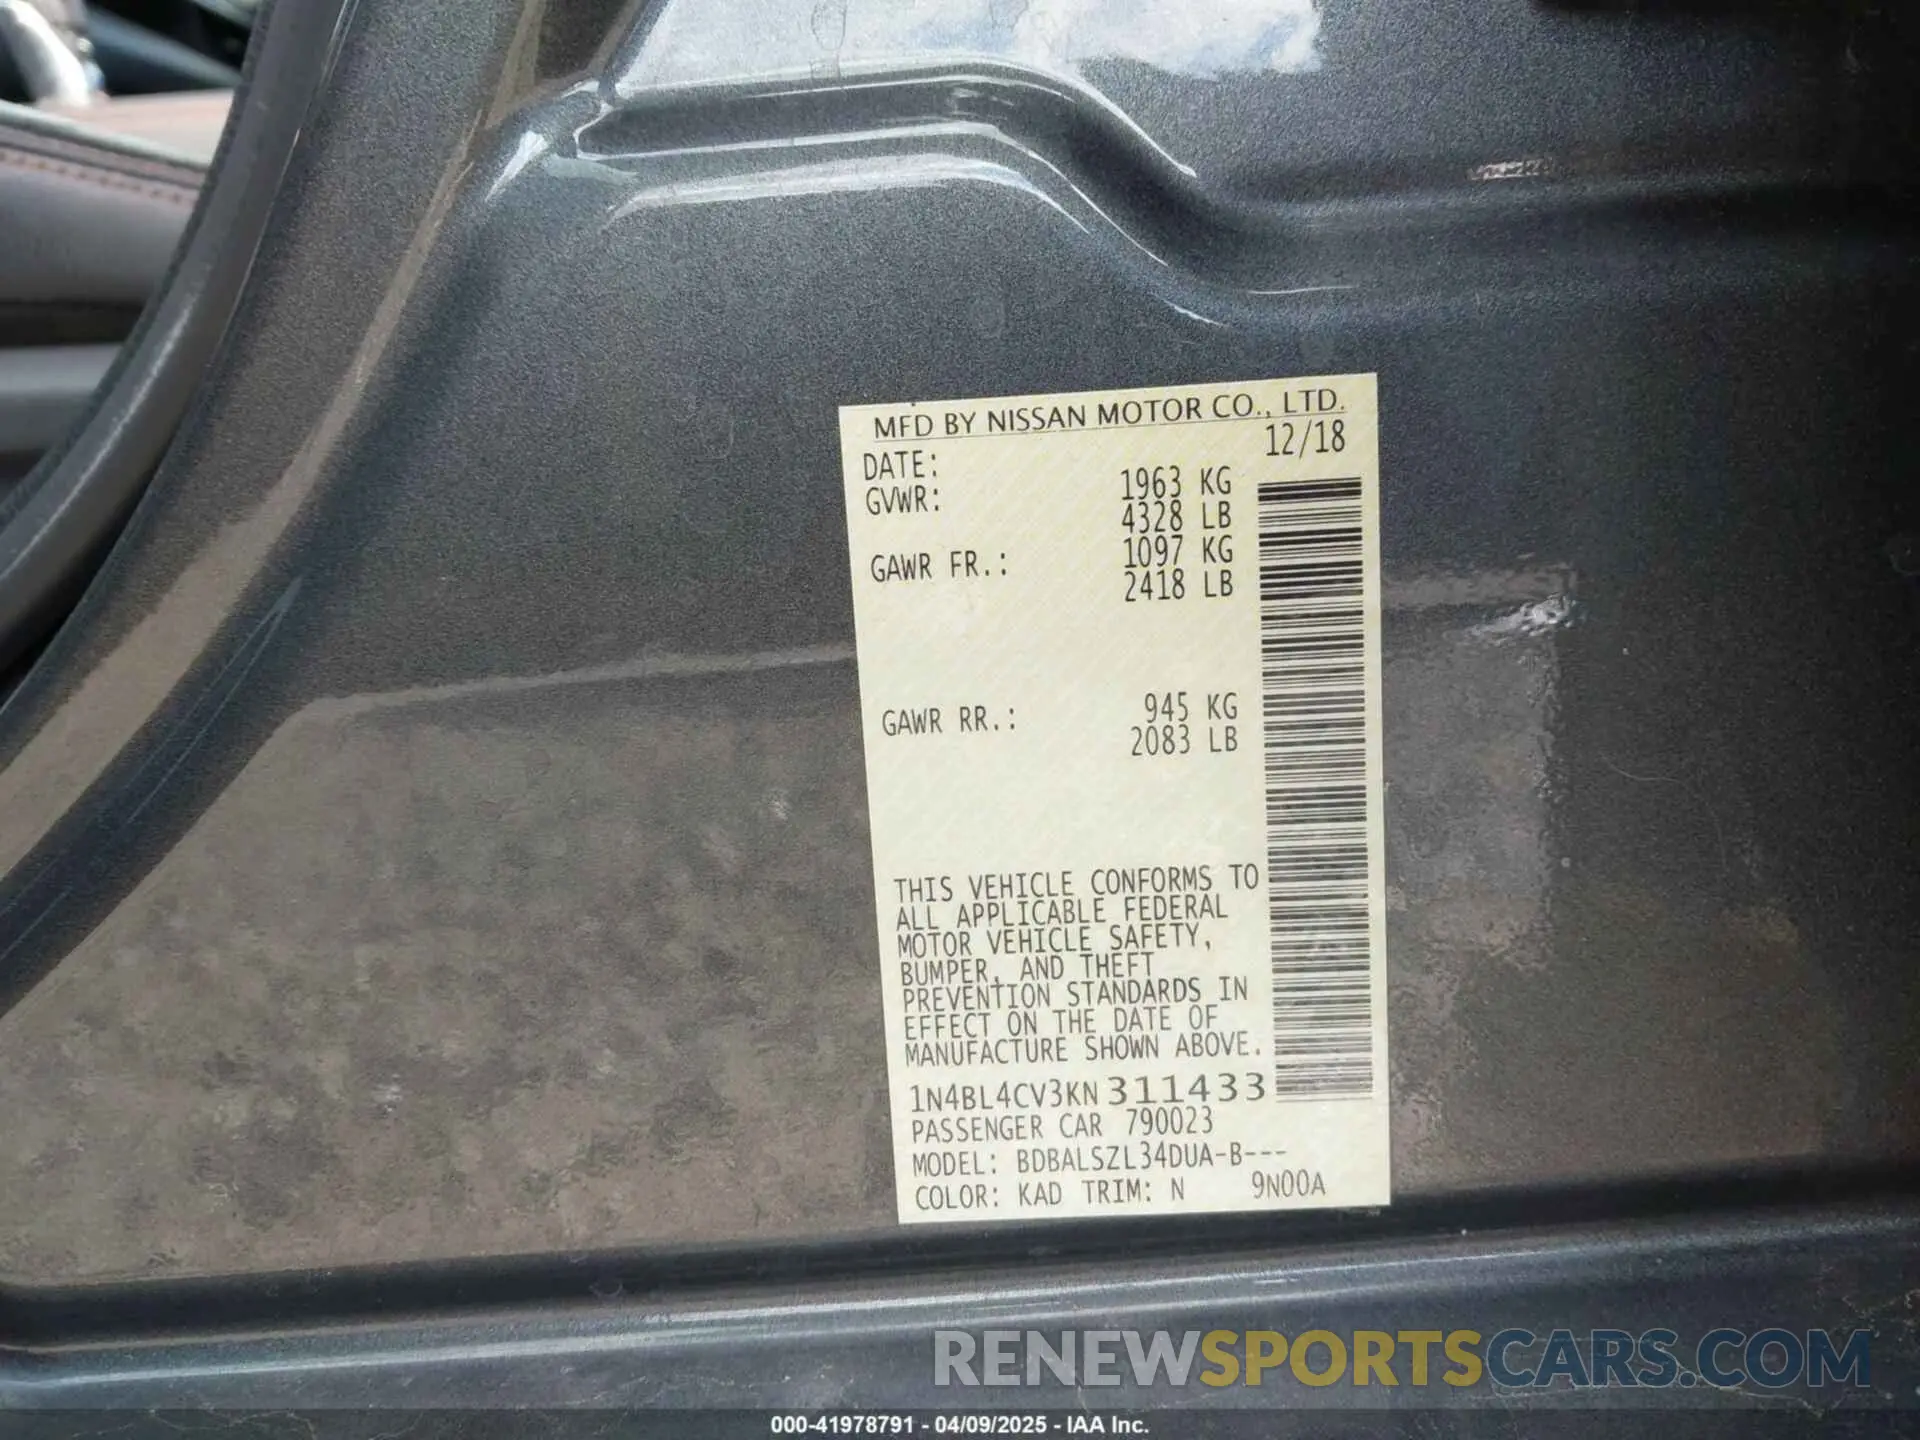 MFD BY NISSAN MOTOR CO., LTD.
DATE: 12/18
GVWR: 1963 KG
4328 LB
GAWR FR.: 1097 KG
2418 LB
GAWR RR.: 945 KG
2083 LB
THIS VEHICLE CONFORMS TO
ALL APPLICABLE FEDERAL
MOTOR VEHICLE SAFETY,
BUMPER, AND THEFT
PREVENTION STANDARDS IN
EFFECT ON THE DATE OF
MANUFACTURE SHOWN ABOVE.
1N4BL4CV3KN 311433
PASSENGER CAR 790023
MODEL: BDBALSZL34DUA-B---
COLOR: KAD TRIM: N 9N00A
RENEWSPORTSCARS.COM
000-41978791 - 04/09/2025 - IAA Inc.